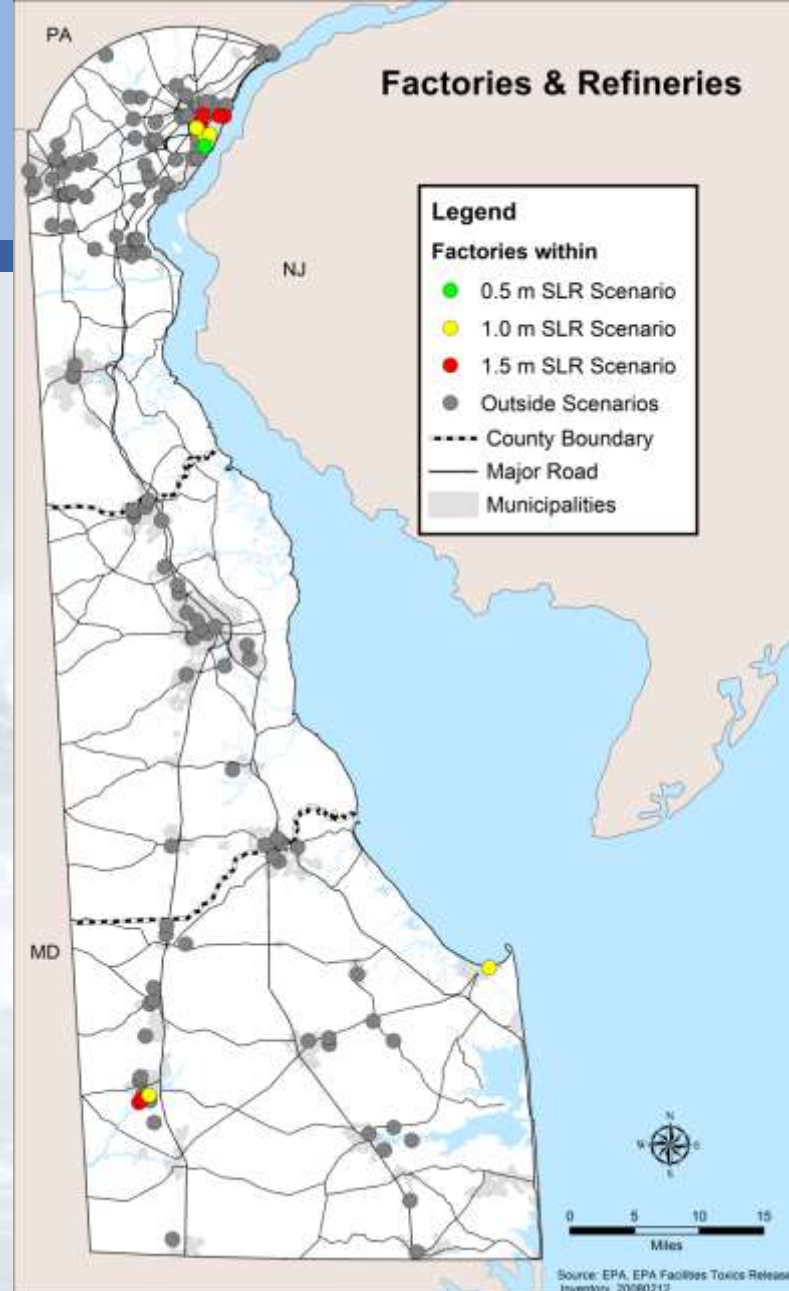 PA
Factories & Refineries
NJ
Legend
Factories within
0.5 m SLR Scenario
1.0 m SLR Scenario
1.5 m SLR Scenario
Outside Scenarios
County Boundary
Major Road
Municipalities
MD
N
W E
S
0 5 10 15
Miles
Source: EPA, EPA Facilities Toxics Release
Inventory, 20080212